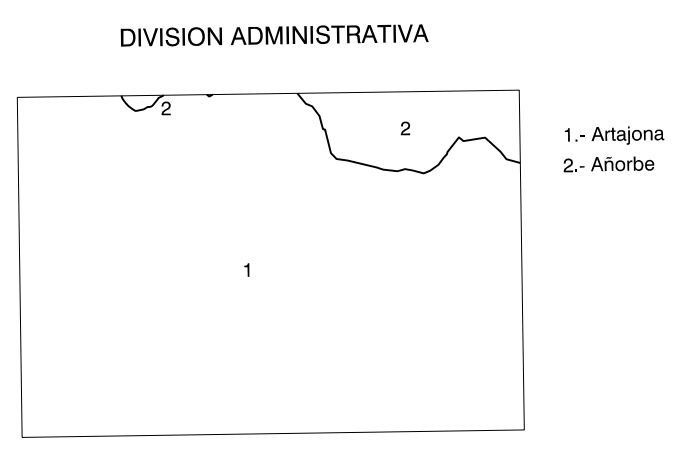 DIVISION ADMINISTRATIVA
2
2
1.- Artajona
2.- Añorbe
1